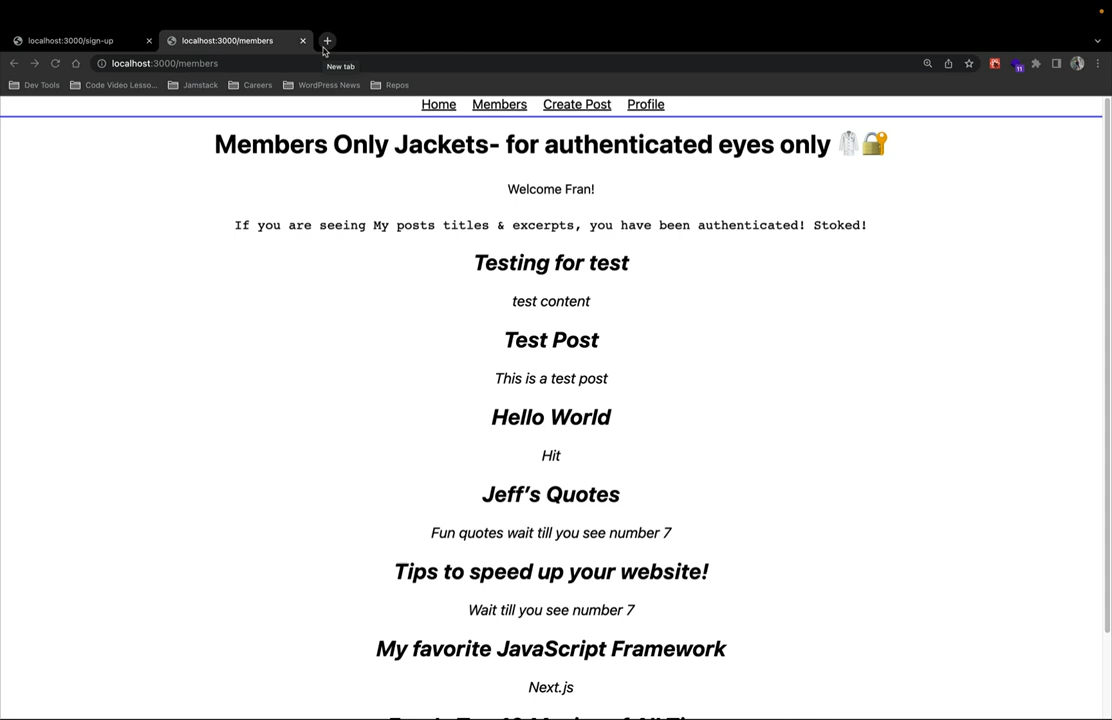 localhost:3000/sign-up
localhost:3000/members
New tab
localhost:3000/members
11
Dev Tools
Code Video Lesso...
Jamstack
Careers
WordPress News
Repos
Home
Members
Create Post
Profile
Members Only Jackets- for authenticated eyes only
Welcome Fran!
If you are seeing My posts titles & excerpts, you have been authenticated! Stoked!
Testing for test
test content
Test Post
This is a test post
Hello World
Hit
Jeff’s Quotes
Fun quotes wait till you see number 7
Tips to speed up your website!
Wait till you see number 7
My favorite JavaScript Framework
Next.js